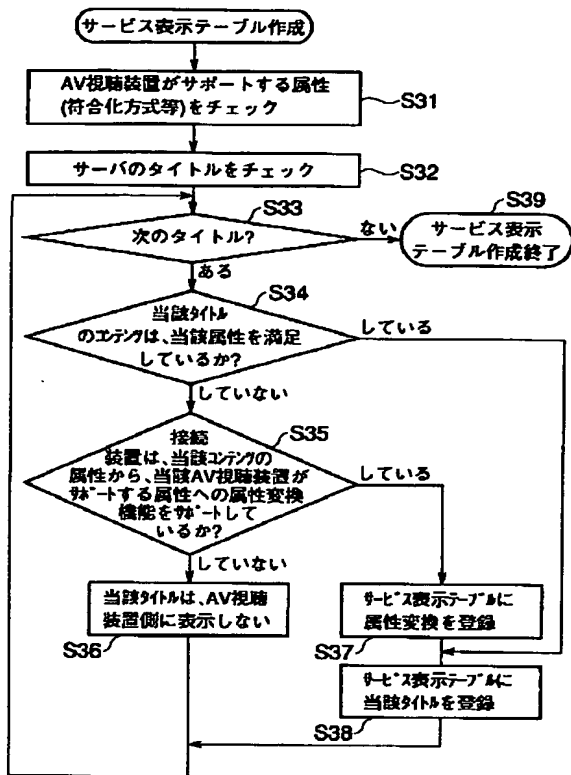 サービス表示テーブル作成
AV視聴装置がサポートする属性
(符合化方式等)をチェック
S31
サーバのタイトルをチェック
S32
S33
次のタイトル?
ない
S39
サービス表示
テーブル作成終了
ある
S34
当該ﾀｲﾄﾙ
のｺﾝﾃﾝﾂは、当該属性を満足
しているか?
している
していない
S35
接続
装置は、当該ｺﾝﾃﾝﾂの
属性から、当該AV視聴装置が
ｻﾎﾟｰﾄする属性への属性変換
機能をｻﾎﾟｰﾄして
いるか?
している
していない
当該ﾀｲﾄﾙは、AV視聴
装置側に表示しない
S36
ｻｰﾋﾞｽ表示ﾃｰﾌﾞﾙに
属性変換を登録
S37
ｻｰﾋﾞｽ表示ﾃｰﾌﾞﾙに
当該ﾀｲﾄﾙを登録
S38